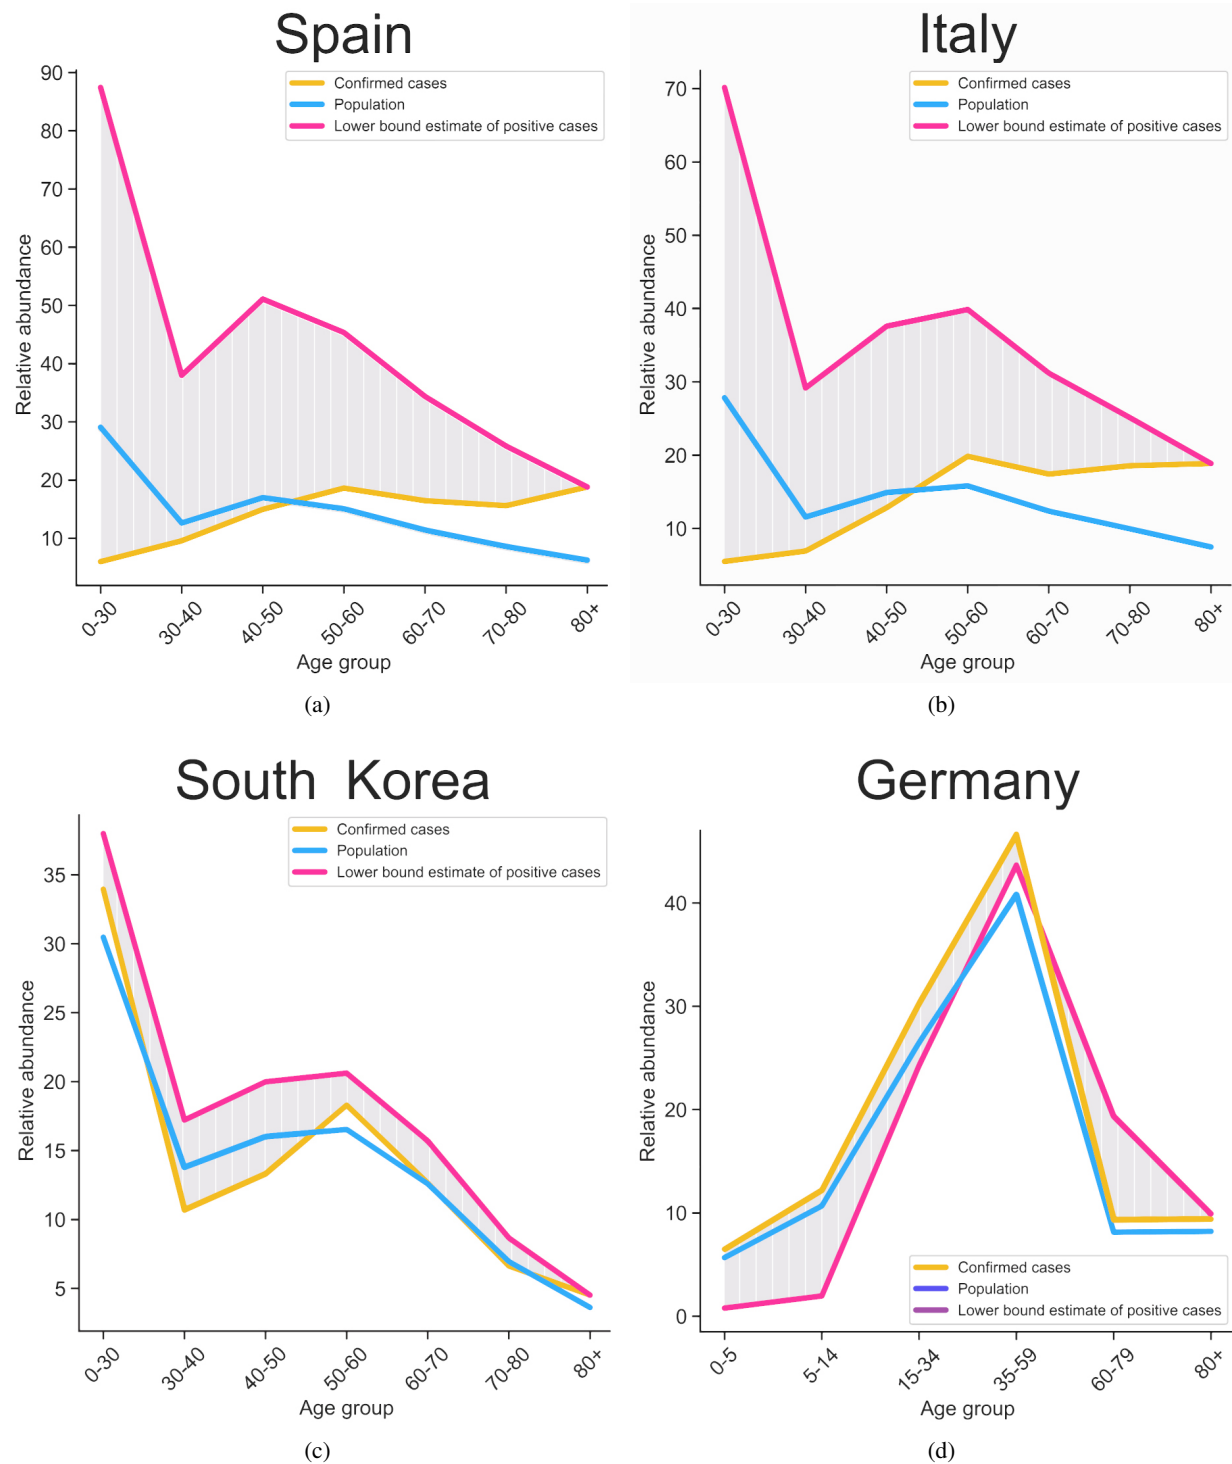 Spain
Confirmed cases
Population
Lower bound estimate of positive cases
90
80
70
60
50
40
30
20
10
Relative abundance
0-30
30-40
40-50
50-60
60-70
70-80
80+
Age group
(a)
Italy
Confirmed cases
Population
Lower bound estimate of positive cases
70
60
50
40
30
20
10
Relative abundance
0-30
30-40
40-50
50-60
60-70
70-80
80+
Age group
(b)
South Korea
Confirmed cases
Population
Lower bound estimate of positive cases
35
30
25
20
15
10
5
Relative abundance
0-30
30-40
40-50
50-60
60-70
70-80
80+
Age group
(c)
Germany
40
30
20
10
0
Relative abundance
Confirmed cases
Population
Lower bound estimate of positive cases
0-5
5-14
15-34
35-59
60-79
80+
Age group
(d)